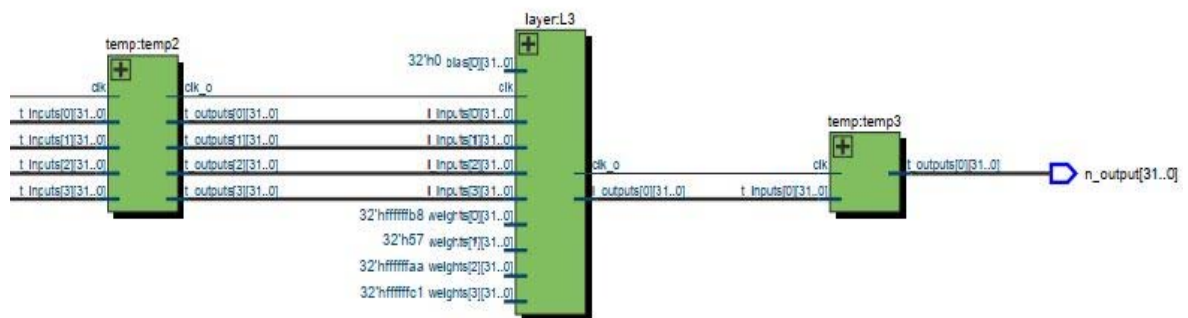 layer:L3
temp:temp2
32'h0 bias[0][31..0]
clk clk_o clk
t_inputs[0][31..0] t_outputs[0][31..0] l_inputs[0][31..0]
temp:temp3
t_inputs[1][31..0] t_outputs[1][31..0] l_inputs[1][31..0]
t_inputs[2][31..0] t_outputs[2][31..0] l_inputs[2][31..0] clk_o clk t_outputs[0][31..0] n_output[31..0]
t_inputs[3][31..0] t_outputs[3][31..0] l_inputs[3][31..0] l_outputs[0][31..0] t_inputs[0][31..0]
32'hffffffb8 weights[0][31..0]
32'h57 weights[1][31..0]
32'hffffffaa weights[2][31..0]
32'hffffffc1 weights[3][31..0]